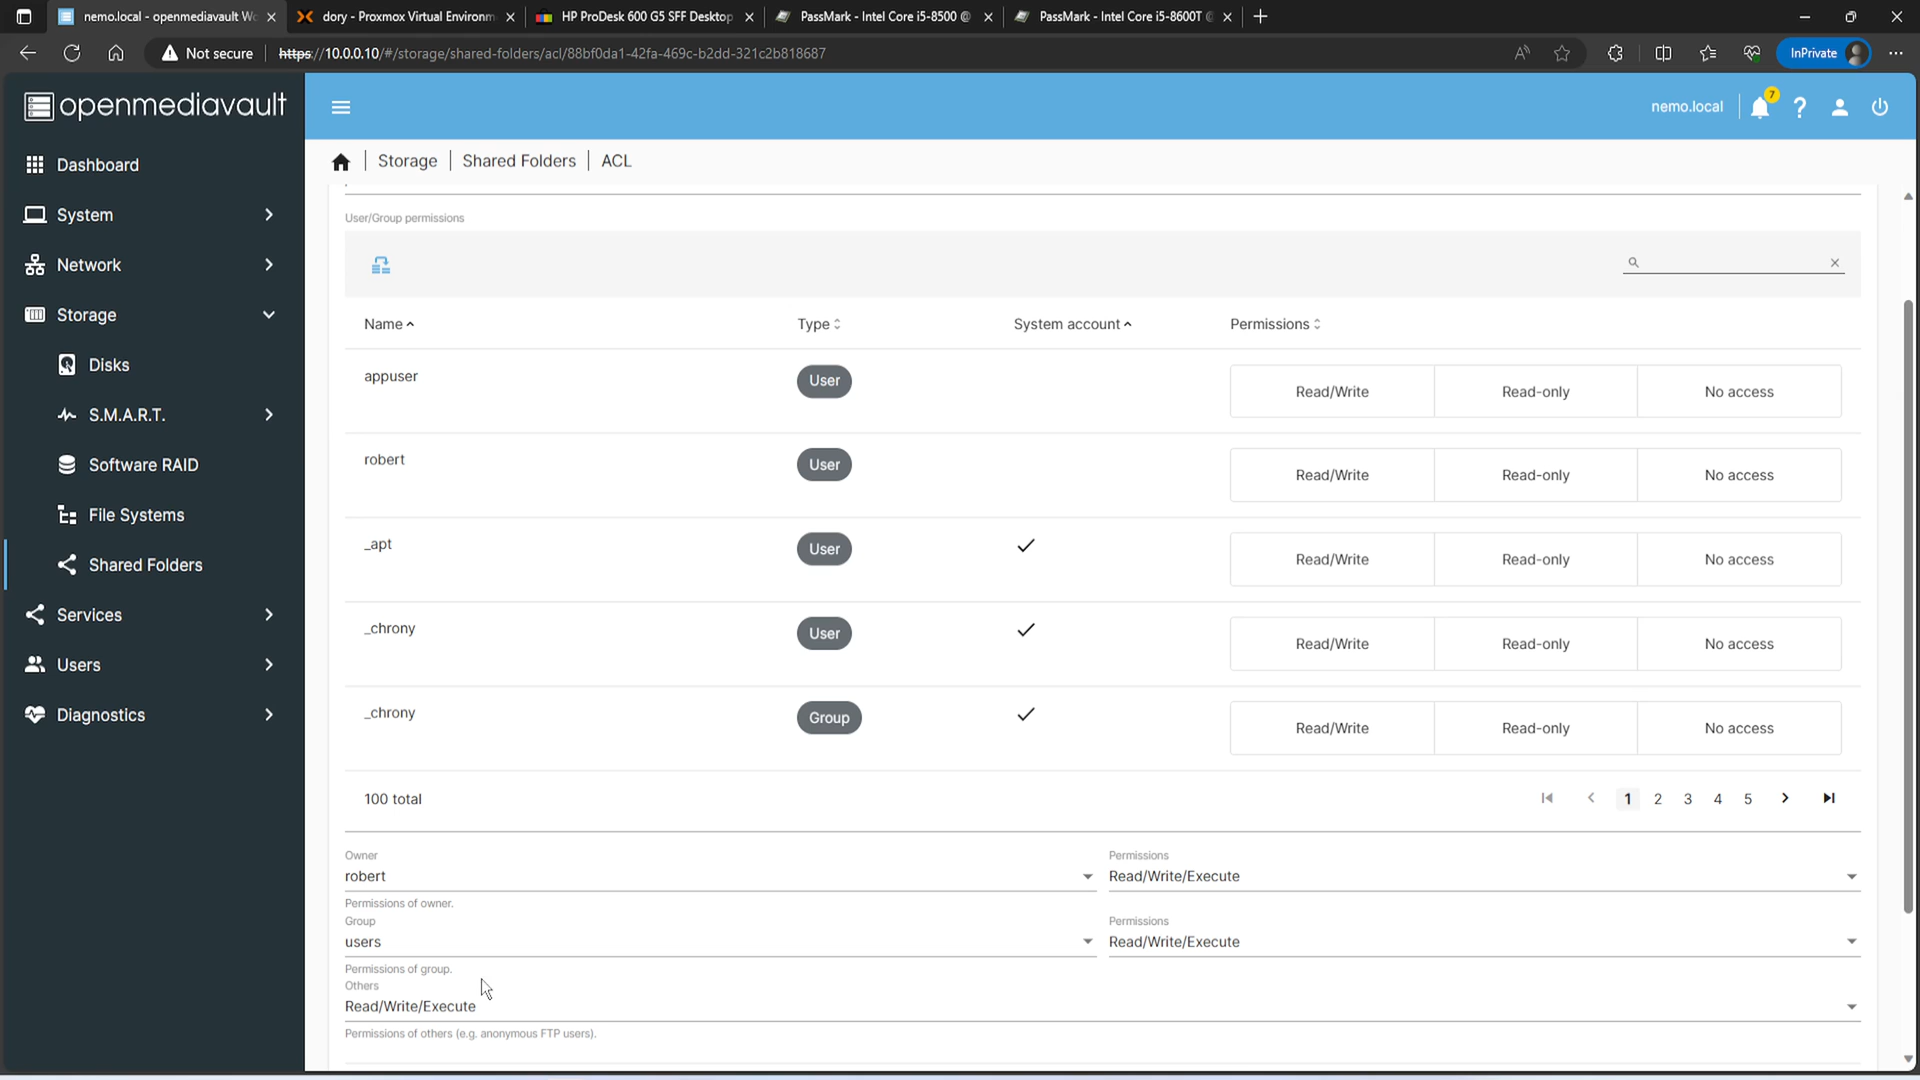 nemo.local - openmediavault Wo
dory - Proxmox Virtual Environm
HP ProDesk 600 G5 SFF Desktop
PassMark - Intel Core i5-8500 @
PassMark - Intel Core i5-8600T @
Not secure
https://10.0.0.10/#/storage/shared-folders/acl/88bf0da1-42fa-469c-b2dd-321c2b818687
InPrivate
openmediavault
nemo.local
7
Dashboard
System
Network
Storage
Disks
S.M.A.R.T.
Software RAID
File Systems
Shared Folders
Services
Users
Diagnostics
Storage | Shared Folders | ACL
User/Group permissions
Name Type System account Permissions
appuser User Read/Write Read-only No access
robert User Read/Write Read-only No access
_apt User Read/Write Read-only No access
_chrony User Read/Write Read-only No access
_chrony Group Read/Write Read-only No access
100 total 1 2 3 4 5
Owner Permissions
robert Read/Write/Execute
Permissions of owner.
Group Permissions
users Read/Write/Execute
Permissions of group.
Others
Read/Write/Execute
Permissions of others (e.g. anonymous FTP users).